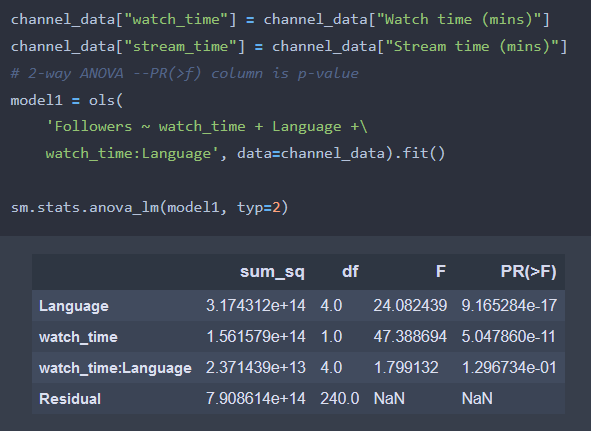 channel_data["watch_time"] = channel_data["Watch time (mins)"]
channel_data["stream_time"] = channel_data["Stream time (mins)"]
# 2-way ANOVA --PR(>f) column is p-value
model1 = ols(
    'Followers ~ watch_time + Language +\
    watch_time:Language', data=channel_data).fit()
sm.stats.anova_lm(model1, typ=2)
sum_sq df F PR(>F)
Language 3.174312e+14 4.0 24.082439 9.165284e-17
watch_time 1.561579e+14 1.0 47.388694 5.047860e-11
watch_time:Language 2.371439e+13 4.0 1.799132 1.296734e-01
Residual 7.908614e+14 240.0 NaN NaN